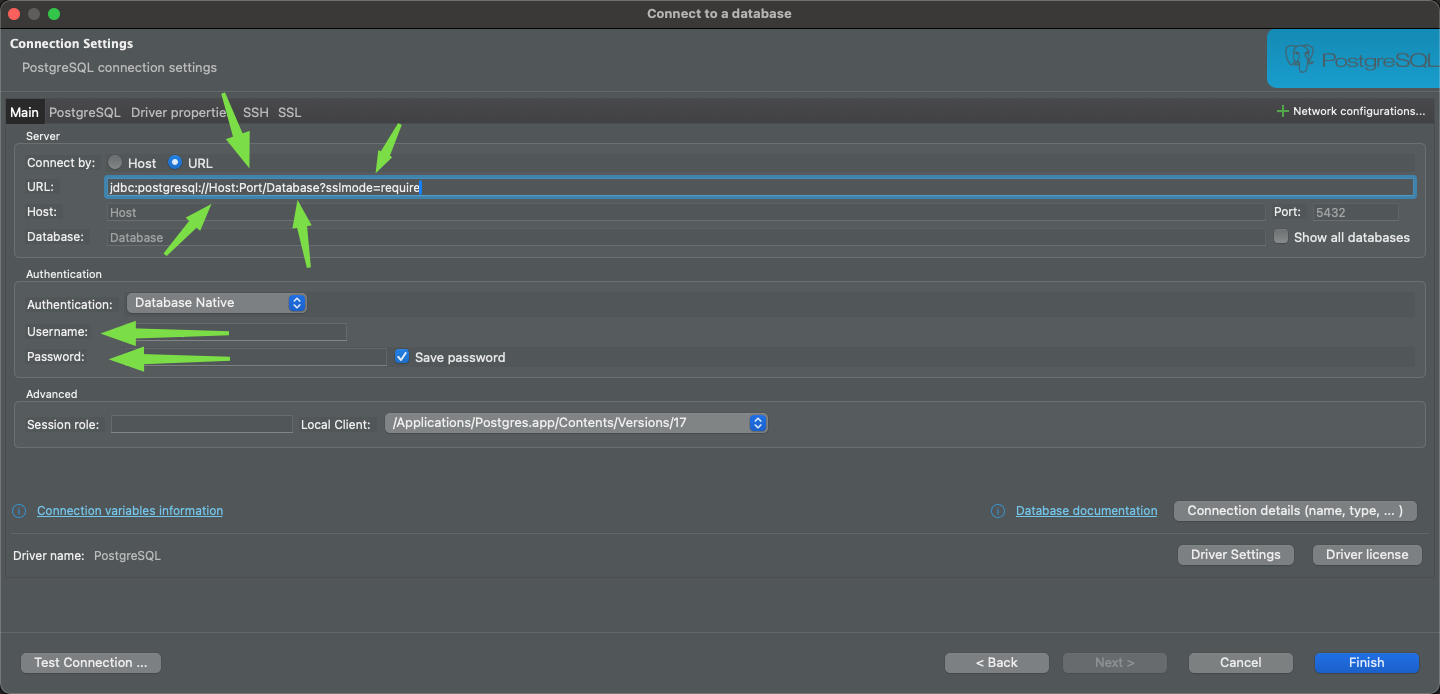 Connect to a database
Connection Settings
PostgreSQL connection settings
PostgreSQL
Main PostgreSQL Driver propertie SSH SSL Network configurations...
Server
Connect by: Host URL
URL: jdbc:postgresql://Host:Port/Database?sslmode=require
Host: Host Port: 5432
Database: Database Show all databases
Authentication
Authentication: Database Native
Username:
Password: Save password
Advanced
Session role: Local Client: /Applications/Postgres.app/Contents/Versions/17
Connection variables information Database documentation Connection details (name, type, ... )
Driver name: PostgreSQL Driver Settings Driver license
Test Connection ... < Back Next > Cancel Finish